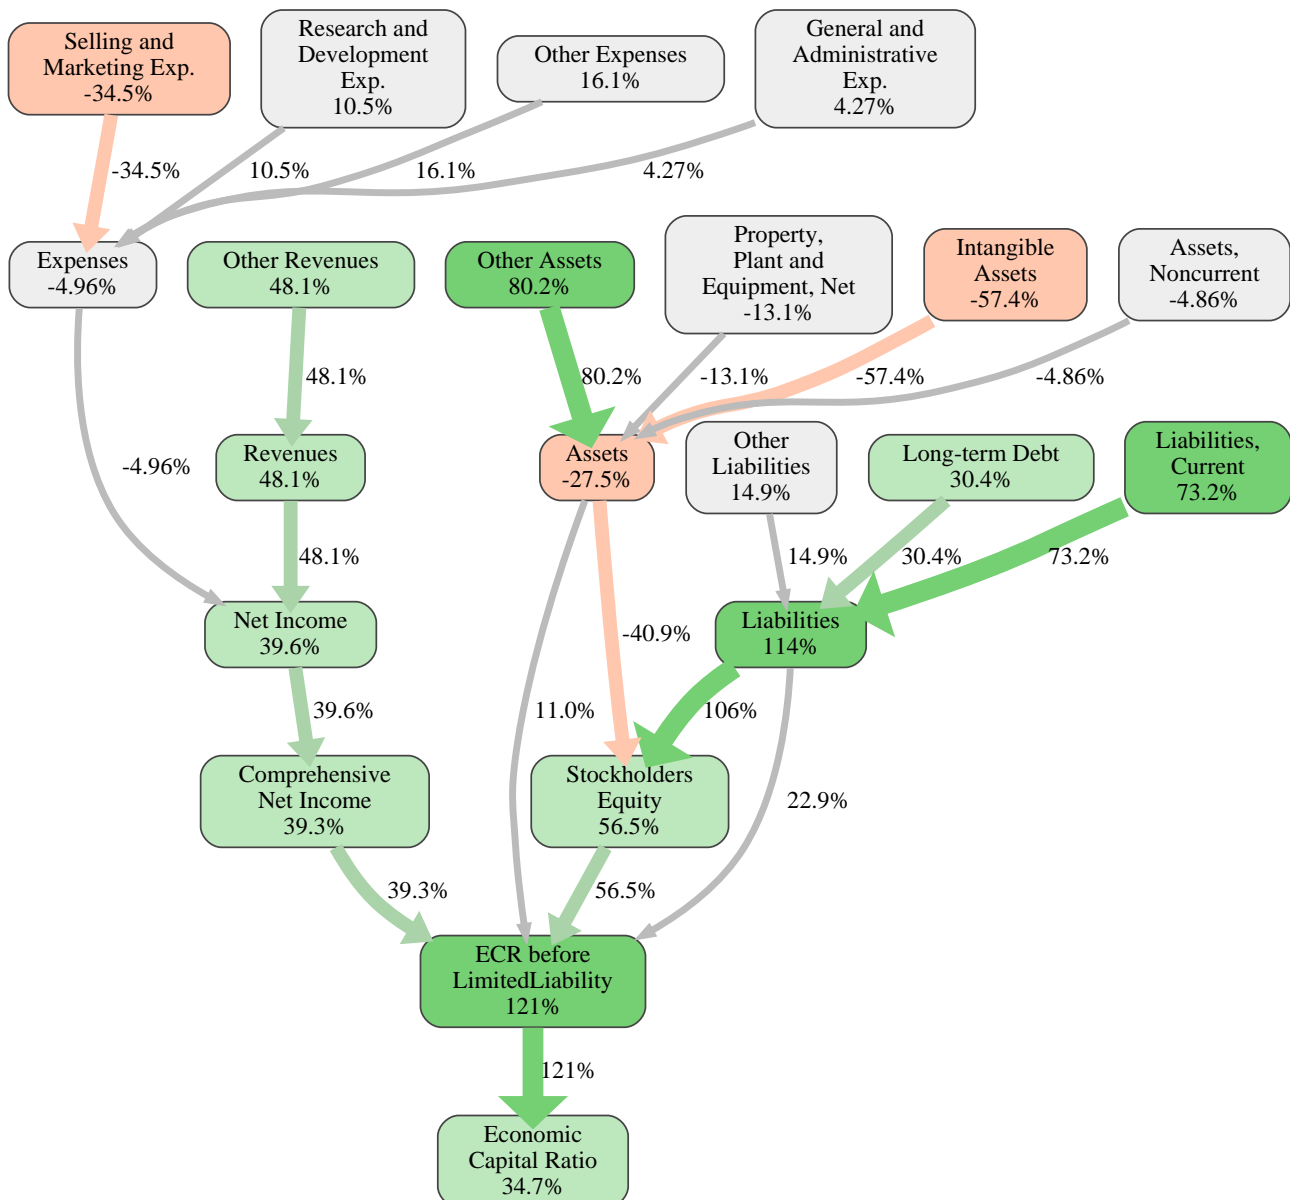 Selling and
Marketing Exp.
-34.5%
Research and
Development
Exp.
10.5%
Other Expenses
16.1%
General and
Administrative
Exp.
4.27%
-34.5%
10.5%
16.1%
4.27%
Expenses
-4.96%
Other Revenues
48.1%
Other Assets
80.2%
Property,
Plant and
Equipment, Net
-13.1%
Intangible
Assets
-57.4%
Assets,
Noncurrent
-4.86%
48.1%
80.2%
-13.1%
-57.4%
-4.86%
-4.96%
Revenues
48.1%
Assets
-27.5%
Other
Liabilities
14.9%
Long-term Debt
30.4%
Liabilities,
Current
73.2%
48.1%
14.9%
30.4%
73.2%
Net Income
39.6%
-40.9%
Liabilities
114%
39.6%
11.0%
106%
Comprehensive
Net Income
39.3%
Stockholders
Equity
56.5%
22.9%
39.3%
56.5%
ECR before
LimitedLiability
121%
121%
Economic
Capital Ratio
34.7%